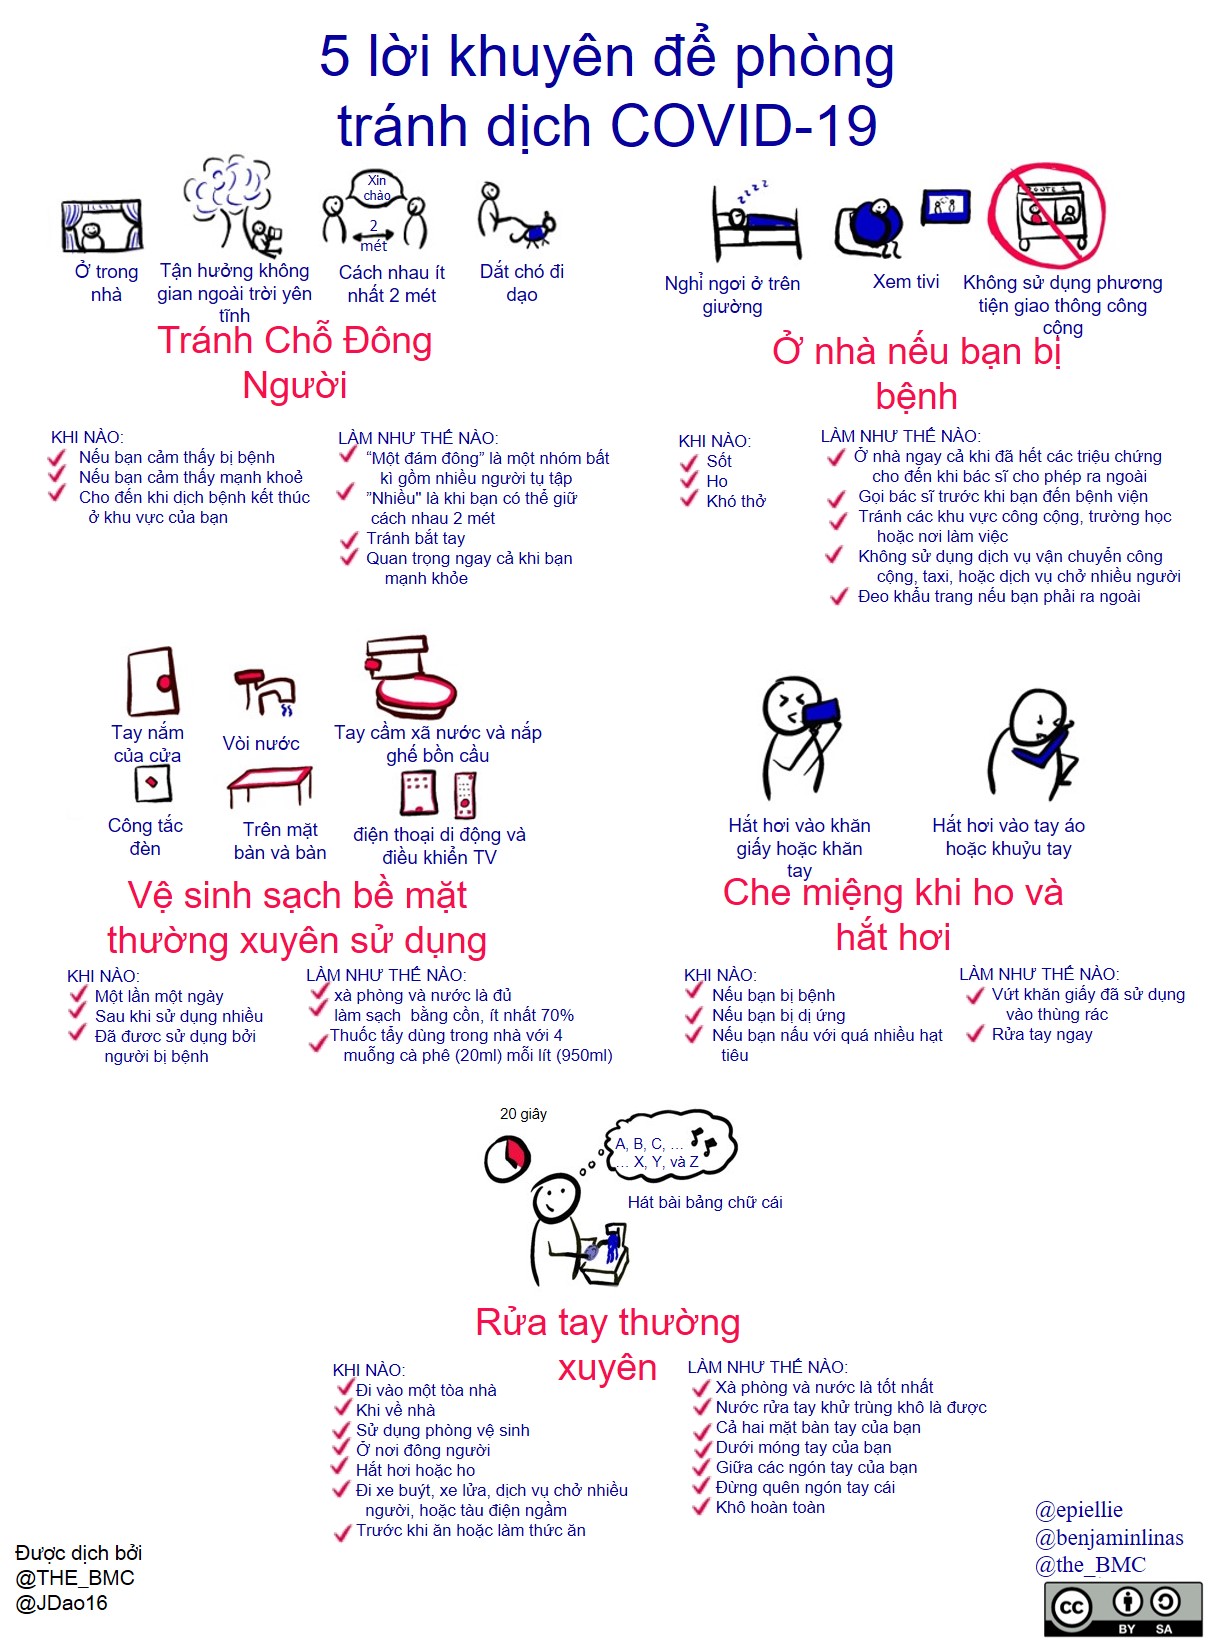 5 lời khuyên để phòng
tránh dịch COVID-19
Xin
chào
2
mét
Ở trong
nhà
Tận hưởng không
gian ngoài trời yên
tĩnh
Cách nhau ít
nhất 2 mét
Dắt chó đi
dạo
Tránh Chỗ Đông
Người
KHI NÀO:
Nếu bạn cảm thấy bị bệnh
Nếu bạn cảm thấy mạnh khoẻ
Cho đến khi dịch bệnh kết thúc
ở khu vực của bạn
LÀM NHƯ THẾ NÀO:
“Một đám đông” là một nhóm bất
kì gồm nhiều người tụ tập
”Nhiều" là khi bạn có thể giữ
cách nhau 2 mét
Tránh bắt tay
Quan trọng ngay cả khi bạn
mạnh khỏe
zzzz
ROUTE 1
Nghỉ ngơi ở trên
giường
Xem tivi
Không sử dụng phương
tiện giao thông công
cộng
Ở nhà nếu bạn bị
bệnh
KHI NÀO:
Sốt
Ho
Khó thở
LÀM NHƯ THẾ NÀO:
Ở nhà ngay cả khi đã hết các triệu chứng
cho đến khi bác sĩ cho phép ra ngoài
Gọi bác sĩ trước khi bạn đến bệnh viện
Tránh các khu vực công cộng, trường học
hoặc nơi làm việc
Không sử dụng dịch vụ vận chuyển công
cộng, taxi, hoặc dịch vụ chở nhiều người
Đeo khẩu trang nếu bạn phải ra ngoài
Tay nắm
của cửa
Vòi nước
Tay cầm xã nước và nắp
ghế bồn cầu
Công tắc
đèn
Trên mặt
bàn và bàn
điện thoại di động và
điều khiển TV
Vệ sinh sạch bề mặt
thường xuyên sử dụng
KHI NÀO:
Một lần một ngày
Sau khi sử dụng nhiều
Đã đươc sử dụng bởi
người bị bệnh
LÀM NHƯ THẾ NÀO:
xà phòng và nước là đủ
làm sạch bằng cồn, ít nhất 70%
Thuốc tẩy dùng trong nhà với 4
muỗng cà phê (20ml) mỗi lít (950ml)
Hắt hơi vào khăn
giấy hoặc khăn
tay
Hắt hơi vào tay áo
hoặc khuỷu tay
Che miệng khi ho và
hắt hơi
KHI NÀO:
Nếu bạn bị bệnh
Nếu bạn bị dị ứng
Nếu bạn nấu với quá nhiều hạt
tiêu
LÀM NHƯ THẾ NÀO:
Vứt khăn giấy đã sử dụng
vào thùng rác
Rửa tay ngay
20 giây
A, B, C, ...
... X, Y, và Z
Hát bài bảng chữ cái
Rửa tay thường
xuyên
KHI NÀO:
Đi vào một tòa nhà
Khi về nhà
Sử dụng phòng vệ sinh
Ở nơi đông người
Hắt hơi hoặc ho
Đi xe buýt, xe lửa, dịch vụ chở nhiều
người, hoặc tàu điện ngầm
Trước khi ăn hoặc làm thức ăn
LÀM NHƯ THẾ NÀO:
Xà phòng và nước là tốt nhất
Nước rửa tay khử trùng khô là được
Cả hai mặt bàn tay của bạn
Dưới móng tay của bạn
Giữa các ngón tay của bạn
Đừng quên ngón tay cái
Khô hoàn toàn
Được dịch bởi
@THE_BMC
@JDao16
@epiellie
@benjaminlinas
@the_BMC
cc
BY SA